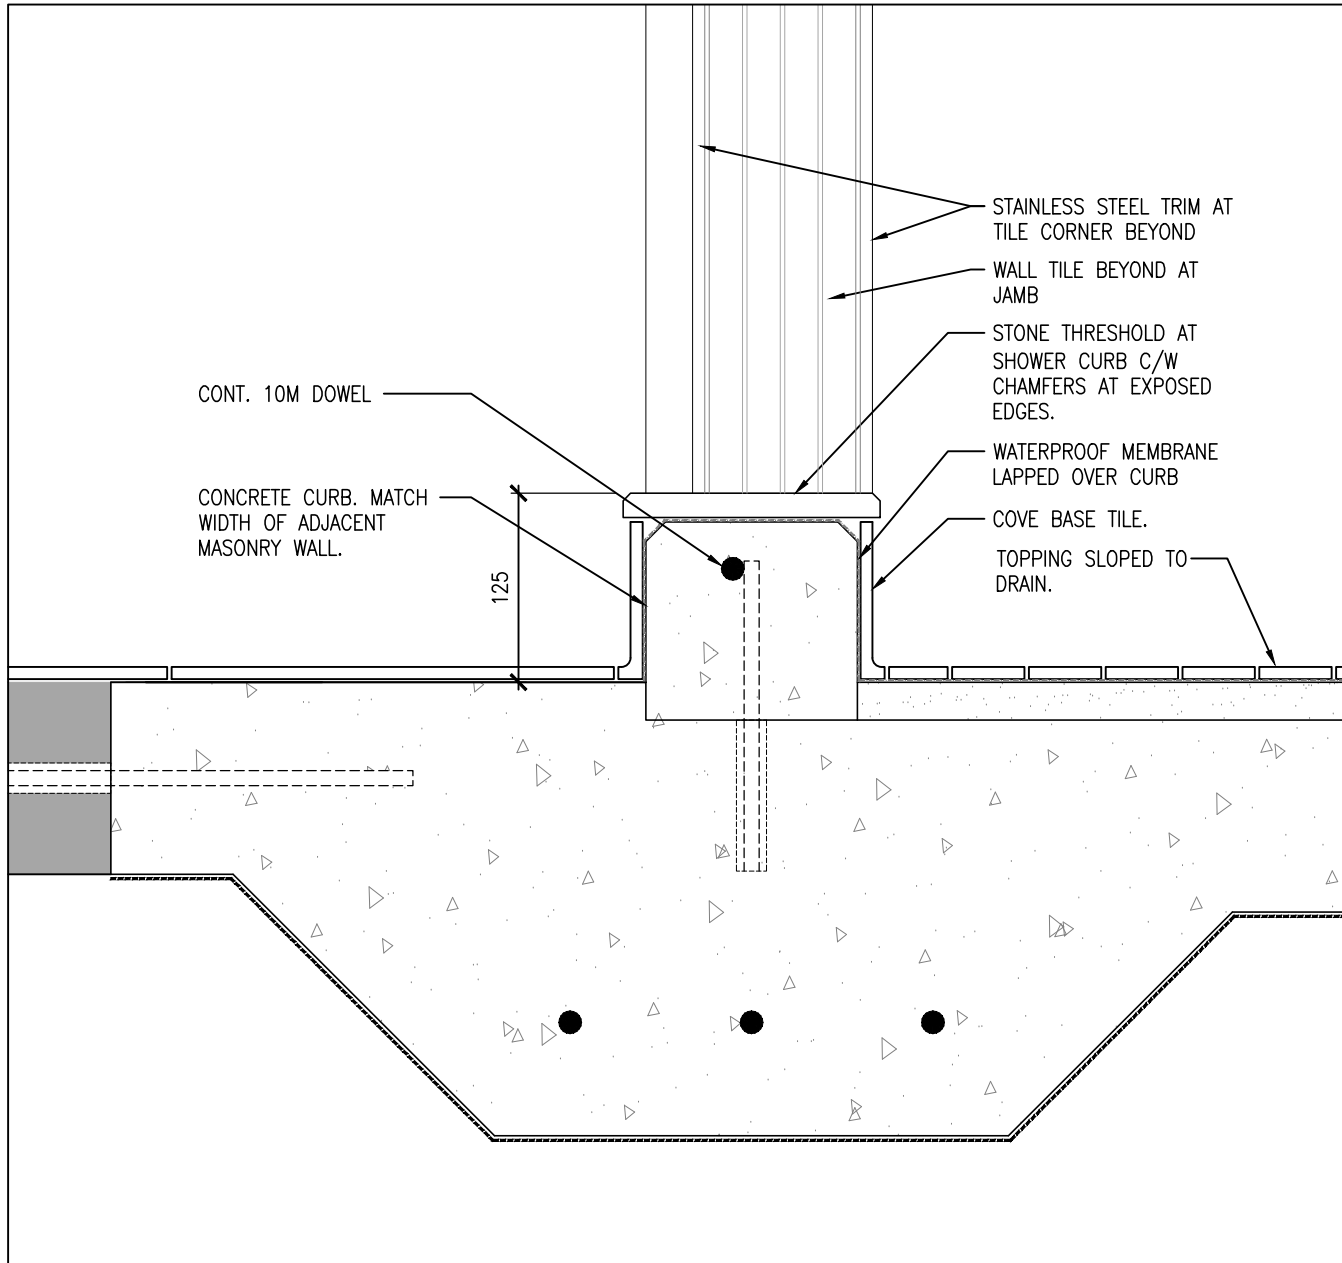 STAINLESS STEEL TRIM AT
TILE CORNER BEYOND
WALL TILE BEYOND AT
JAMB
STONE THRESHOLD AT
SHOWER CURB C/W
CHAMFERS AT EXPOSED
EDGES.
CONT. 10M DOWEL
WATERPROOF MEMBRANE
LAPPED OVER CURB
CONCRETE CURB. MATCH
WIDTH OF ADJACENT
MASONRY WALL.
COVE BASE TILE.
TOPPING SLOPED TO
DRAIN.
125